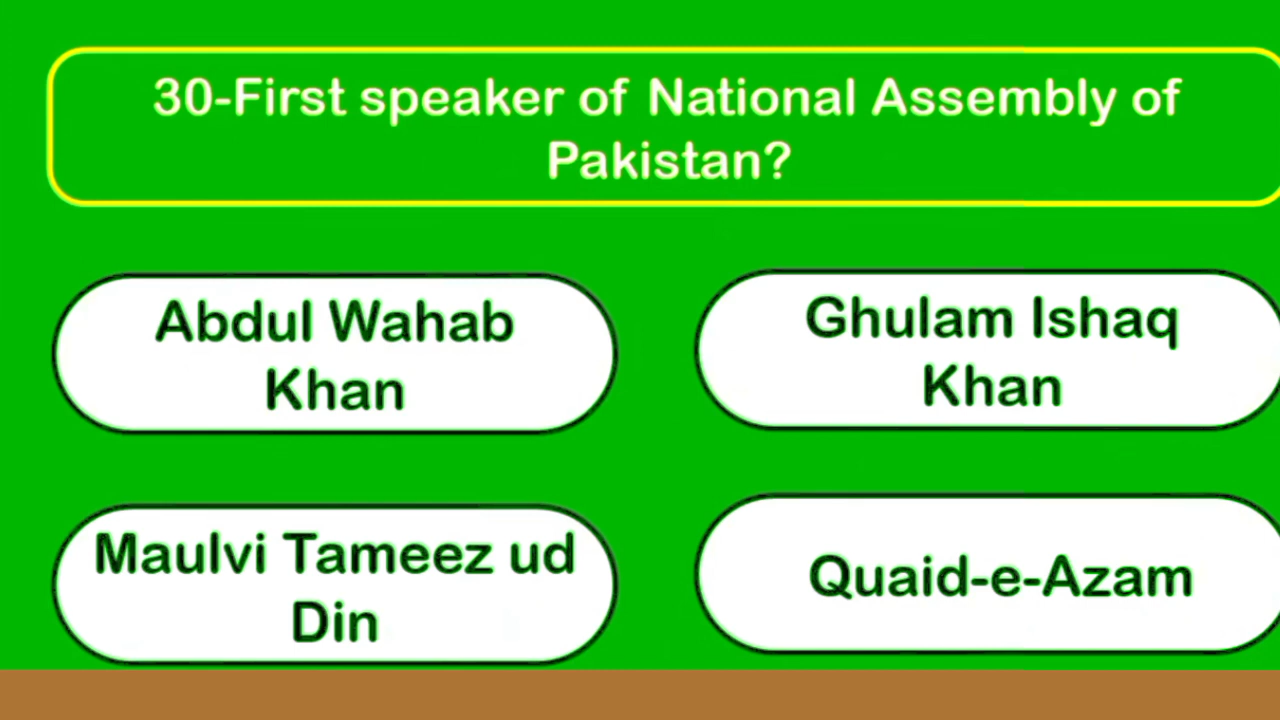 30-First speaker of National Assembly of
Pakistan?
Abdul Wahab
Khan
Ghulam Ishaq
Khan
Maulvi Tameez ud
Din
Quaid-e-Azam